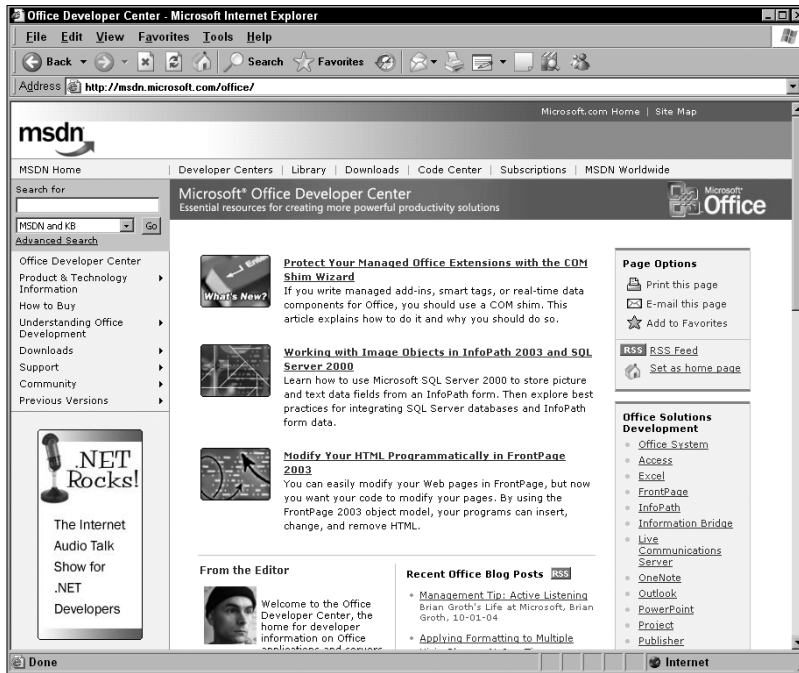 Office Developer Center - Microsoft Internet Explorer
File Edit View Favorites Tools Help
Back Search Favorites
Address http://msdn.microsoft.com/office/
Microsoft.com Home | Site Map
msdn
MSDN Home | Developer Centers | Library | Downloads | Code Center | Subscriptions | MSDN Worldwide
Search for
MSDN and KB Go
Advanced Search
Office Developer Center
Product & Technology
Information
How to Buy
Understanding Office
Development
Downloads
Support
Community
Previous Versions
.NET
Rocks!
The Internet
Audio Talk
Show for
.NET
Developers
Microsoft® Office Developer Center
Essential resources for creating more powerful productivity solutions
Microsoft
Office
What's New?
Protect Your Managed Office Extensions with the COM
Shim Wizard
If you write managed add-ins, smart tags, or real-time data
components for Office, you should use a COM shim. This
article explains how to do it and why you should do so.
Working with Image Objects in InfoPath 2003 and SQL
Server 2000
Learn how to use Microsoft SQL Server 2000 to store picture
and text data fields from an InfoPath form. Then explore best
practices for integrating SQL Server databases and InfoPath
form data.
Modify Your HTML Programmatically in FrontPage
2003
You can easily modify your Web pages in FrontPage, but now
you want your code to modify your pages. By using the
FrontPage 2003 object model, your programs can insert,
change, and remove HTML.
From the Editor
Welcome to the Office
Developer Center, the
home for developer
information on Office
applications and servers
Recent Office Blog Posts RSS
Management Tip: Active Listening
Brian Groth's Life at Microsoft, Brian
Groth, 10-01-04
Applying Formatting to Multiple
Page Options
Print this page
E-mail this page
Add to Favorites
RSS RSS Feed
Set as home page
Office Solutions
Development
Office System
Access
Excel
FrontPage
InfoPath
Information Bridge
Live
Communications
Server
OneNote
Outlook
PowerPoint
Project
Publisher
Done
Internet